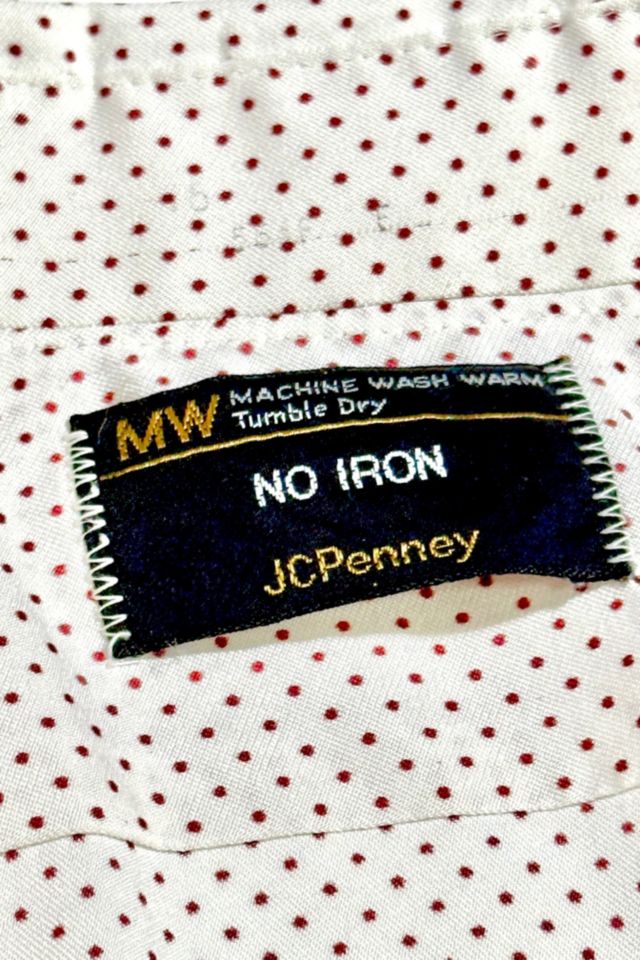 MW MACHINE WASH WARM
Tumble Dry
NO IRON
JCPenney